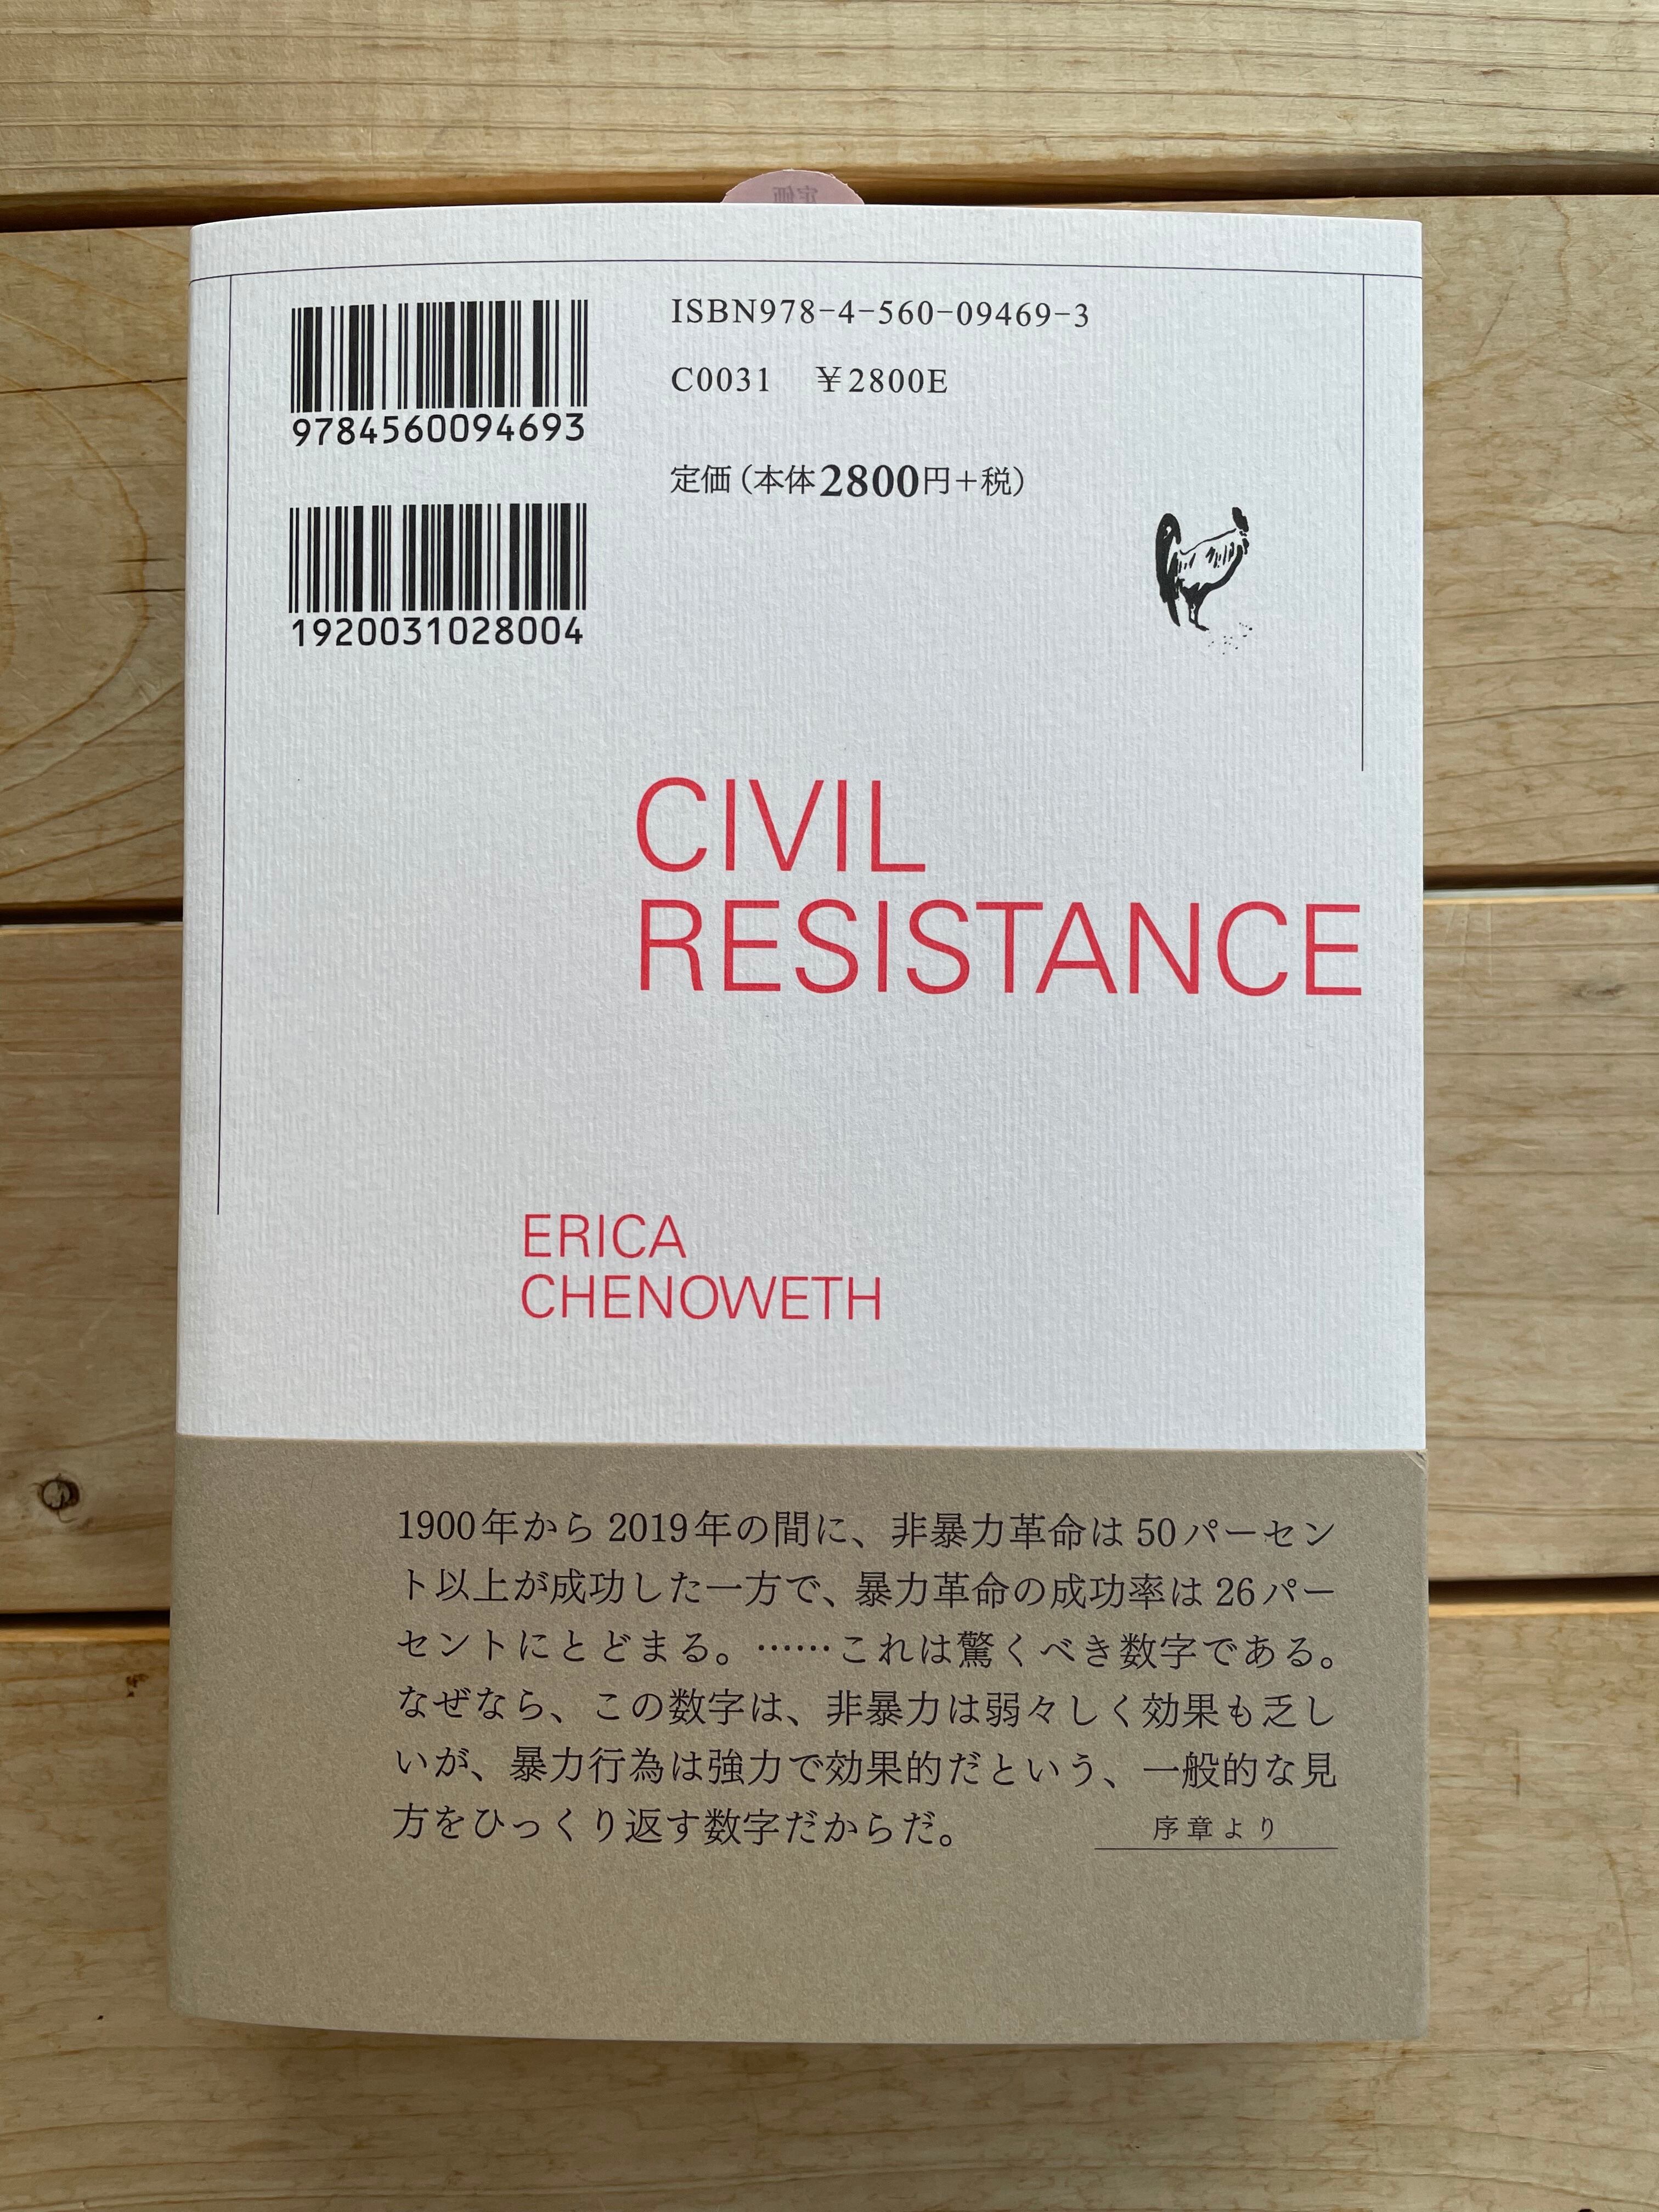 定価
ISBN978-4-560-09469-3
C0031 ¥2800E
9784560094693
定価（本体2800円＋税）
1920031028004
CIVIL
RESISTANCE
ERICA
CHENOWETH
1900年から2019年の間に、非暴力革命は50パーセン
ト以上が成功した一方で、暴力革命の成功率は26パー
セントにとどまる。……これは驚くべき数字である。
なぜなら、この数字は、非暴力は弱々しく効果も乏し
いが、暴力行為は強力で効果的だという、一般的な見
方をひっくり返す数字だからだ。
序章より